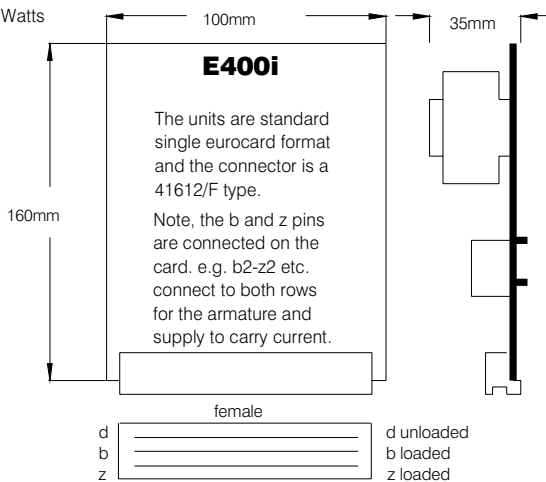 Watts
100mm
35mm
E400i
The units are standard
single eurocard format
and the connector is a
41612/F type.
160mm
Note, the b and z pins
are connected on the
card. e.g. b2-z2 etc.
connect to both rows
for the armature and
supply to carry current.
female
d
d unloaded
b
b loaded
z
z loaded